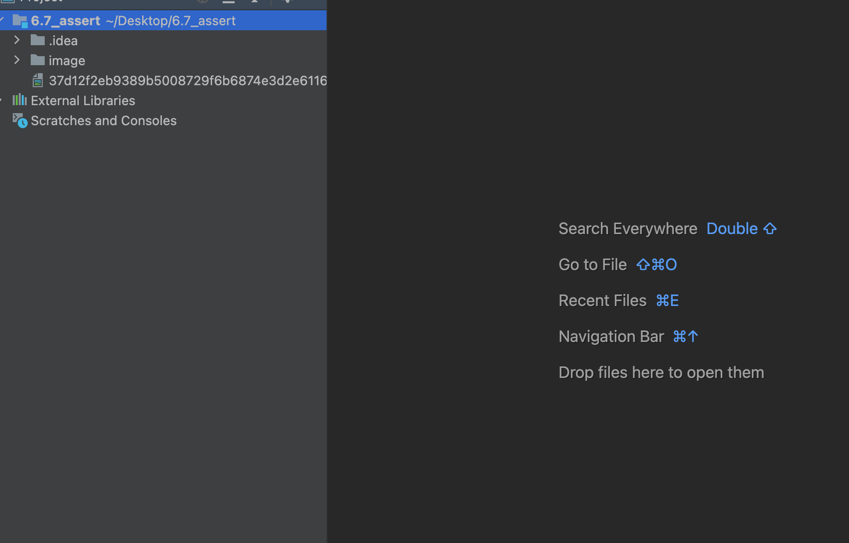 Project
6.7_assert ~/Desktop/6.7_assert
.idea
image
37d12f2eb9389b5008729f6b6874e3d2e6116
External Libraries
Scratches and Consoles
Search Everywhere Double ⇧
Go to File ⇧⌘O
Recent Files ⌘E
Navigation Bar ⌘↑
Drop files here to open them